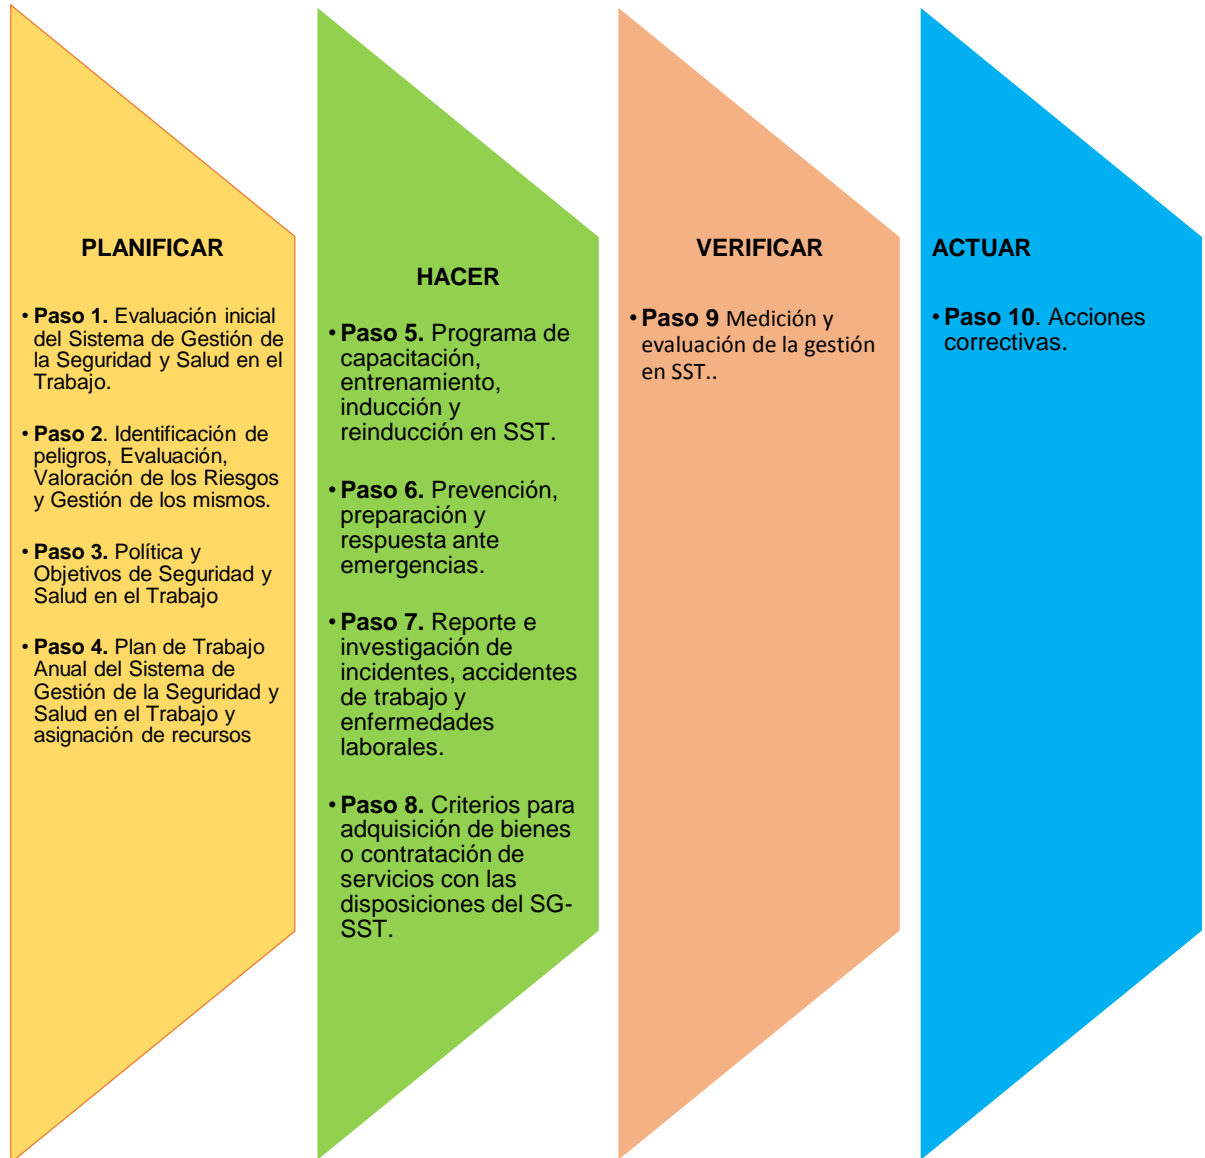 PLANIFICAR
• Paso 1. Evaluación inicial
del Sistema de Gestión de
la Seguridad y Salud en el
Trabajo.
• Paso 2. Identificación de
peligros, Evaluación,
Valoración de los Riesgos
y Gestión de los mismos.
• Paso 3. Política y
Objetivos de Seguridad y
Salud en el Trabajo
• Paso 4. Plan de Trabajo
Anual del Sistema de
Gestión de la Seguridad y
Salud en el Trabajo y
asignación de recursos
HACER
• Paso 5. Programa de
capacitación,
entrenamiento,
inducción y
reinducción en SST.
• Paso 6. Prevención,
preparación y
respuesta ante
emergencias.
• Paso 7. Reporte e
investigación de
incidentes, accidentes
de trabajo y
enfermedades
laborales.
• Paso 8. Criterios para
adquisición de bienes
o contratación de
servicios con las
disposiciones del SG-
SST.
VERIFICAR
• Paso 9 Medición y
evaluación de la gestión
en SST..
ACTUAR
• Paso 10. Acciones
correctivas.